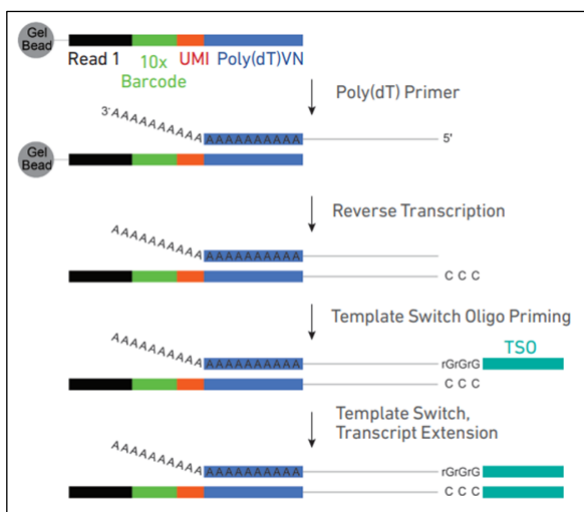 Gel
Bead
Read 1 10x UMI Poly(dT)VN
Barcode
Poly(dT) Primer
3'AAAAAAAAAA AAAAAAAAAA 5'
Gel
Bead
Reverse Transcription
AAAAAAAAAA AAAAAAAAAA
C C C
Template Switch Oligo Priming
TSO
AAAAAAAAAA AAAAAAAAAA rGrGrG
C C C
Template Switch,
Transcript Extension
AAAAAAAAAA AAAAAAAAAA rGrGrG
C C C